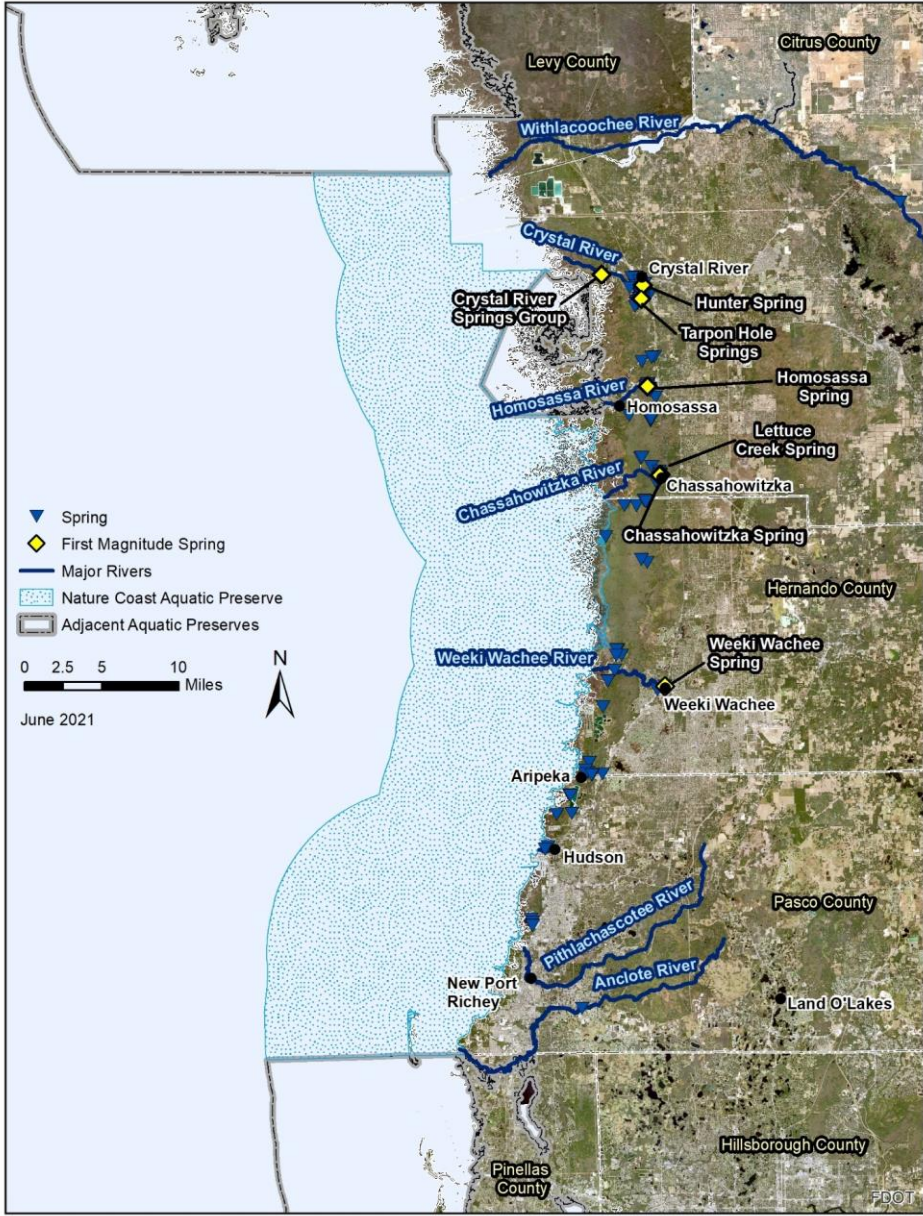 Citrus County
Levy County
Withlacoochee River
Crystal River
Crystal River
Crystal River
Springs Group
Hunter Spring
Tarpon Hole
Springs
Homosassa
Spring
Homosassa River
Homosassa
Lettuce
Creek Spring
Chassahowitzka River
Chassahowitzka
Chassahowitzka Spring
Spring
First Magnitude Spring
Major Rivers
Nature Coast Aquatic Preserve
Adjacent Aquatic Preserves
0 2.5 5 10
Miles
N
June 2021
Hernando County
Weeki Wachee
Spring
Weeki Wachee River
Weeki Wachee
Aripeka
Hudson
Pithlachascotee River
Pasco County
Anclote River
New Port
Richey
Land O'Lakes
Hillsborough County
Pinellas
County
FDOT